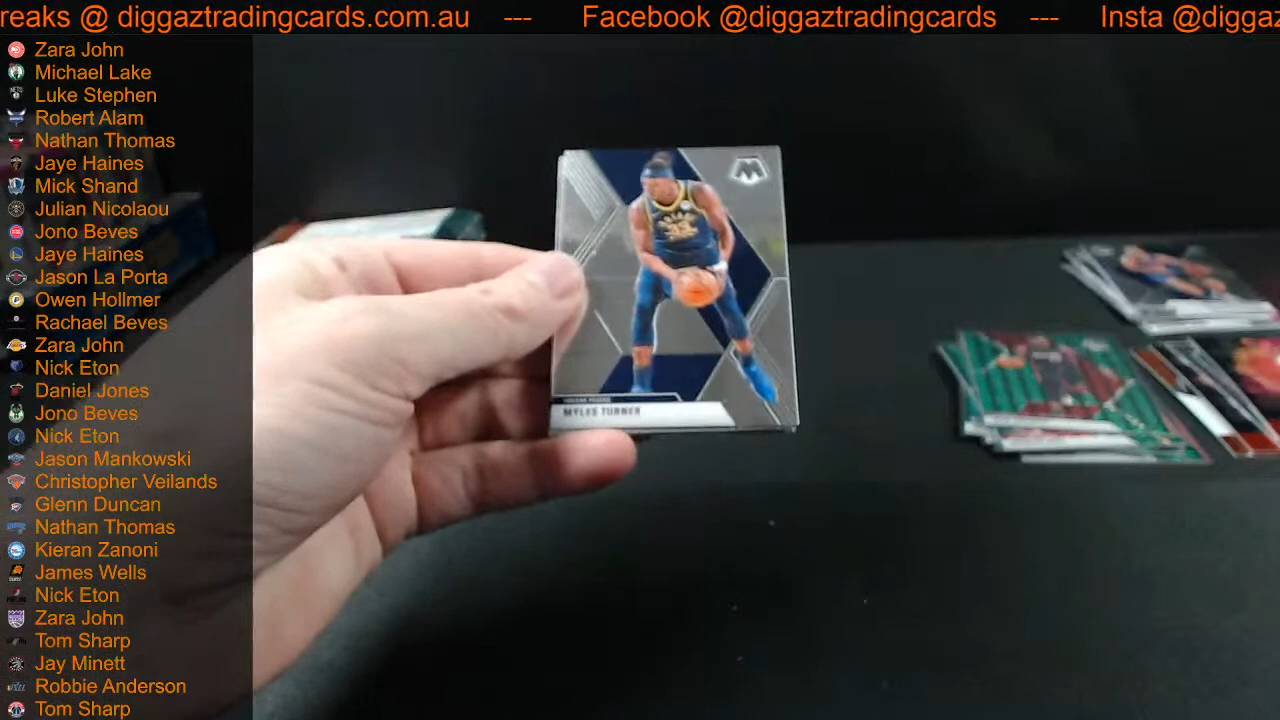 reaks @ diggaztradingcards.com.au --- Facebook @diggaztradingcards --- Insta @diggaz
Zara John
Michael Lake
Luke Stephen
Robert Alam
Nathan Thomas
Jaye Haines
Mick Shand
Julian Nicolaou
Jono Beves
Jaye Haines
Jason La Porta
Owen Hollmer
Rachael Beves
Zara John
Nick Eton
Daniel Jones
Jono Beves
Nick Eton
Jason Mankowski
Christopher Veilands
Glenn Duncan
Nathan Thomas
Kieran Zanoni
James Wells
Nick Eton
Zara John
Tom Sharp
Jay Minett
Robbie Anderson
Tom Sharp
M
MYLES TURNER